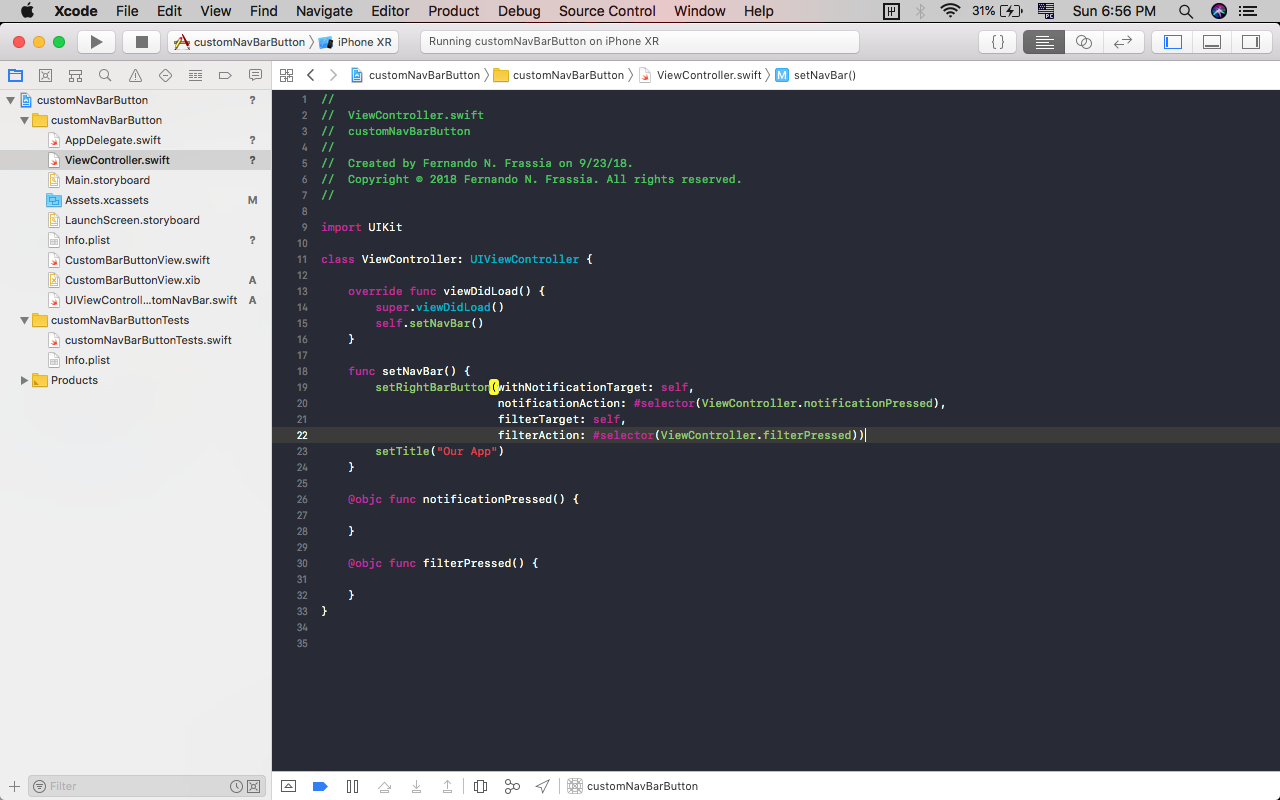 Xcode File Edit View Find Navigate Editor Product Debug Source Control Window Help 31% Sun 6:56 PM
customNavBarButton iPhone XR Running customNavBarButton on iPhone XR {}
customNavBarButton customNavBarButton ViewController.swift M setNavBar()
customNavBarButton ?
customNavBarButton
AppDelegate.swift ?
ViewController.swift ?
Main.storyboard
Assets.xcassets M
LaunchScreen.storyboard
Info.plist ?
CustomBarButtonView.swift
CustomBarButtonView.xib A
UIViewControll...tomNavBar.swift A
customNavBarButtonTests
customNavBarButtonTests.swift
Info.plist
Products
Filter
1 //
2 //  ViewController.swift
3 //  customNavBarButton
4 //
5 //  Created by Fernando N. Frassia on 9/23/18.
6 //  Copyright © 2018 Fernando N. Frassia. All rights reserved.
7 //
8
9 import UIKit
10
11 class ViewController: UIViewController {
12
13     override func viewDidLoad() {
14         super.viewDidLoad()
15         self.setNavBar()
16     }
17
18     func setNavBar() {
19         setRightBarButton(withNotificationTarget: self,
20                           notificationAction: #selector(ViewController.notificationPressed),
21                           filterTarget: self,
22                           filterAction: #selector(ViewController.filterPressed))
23         setTitle("Our App")
24     }
25
26     @objc func notificationPressed() {
27
28     }
29
30     @objc func filterPressed() {
31
32     }
33 }
34
35
customNavBarButton